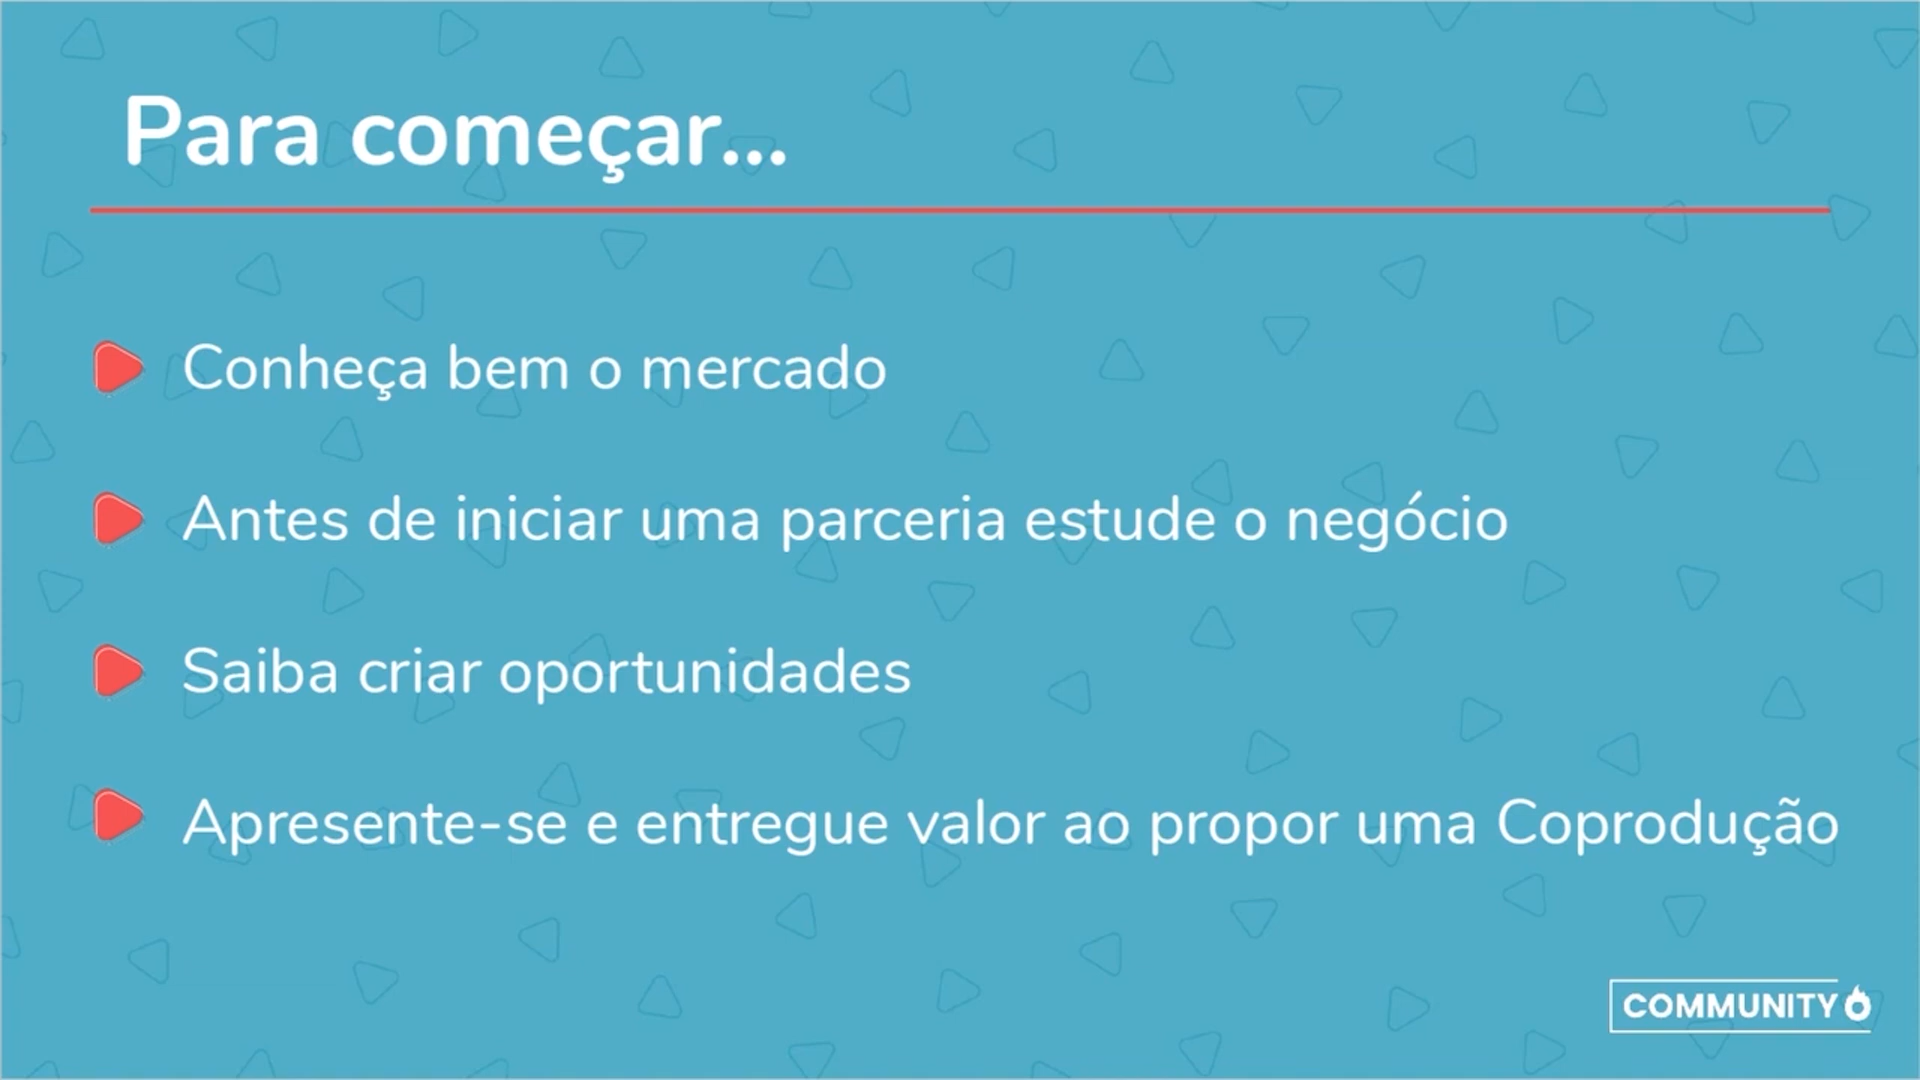 Para começar...
Conheça bem o mercado
Antes de iniciar uma parceria estude o negócio
Saiba criar oportunidades
Apresente-se e entregue valor ao propor uma Coprodução
COMMUNITY